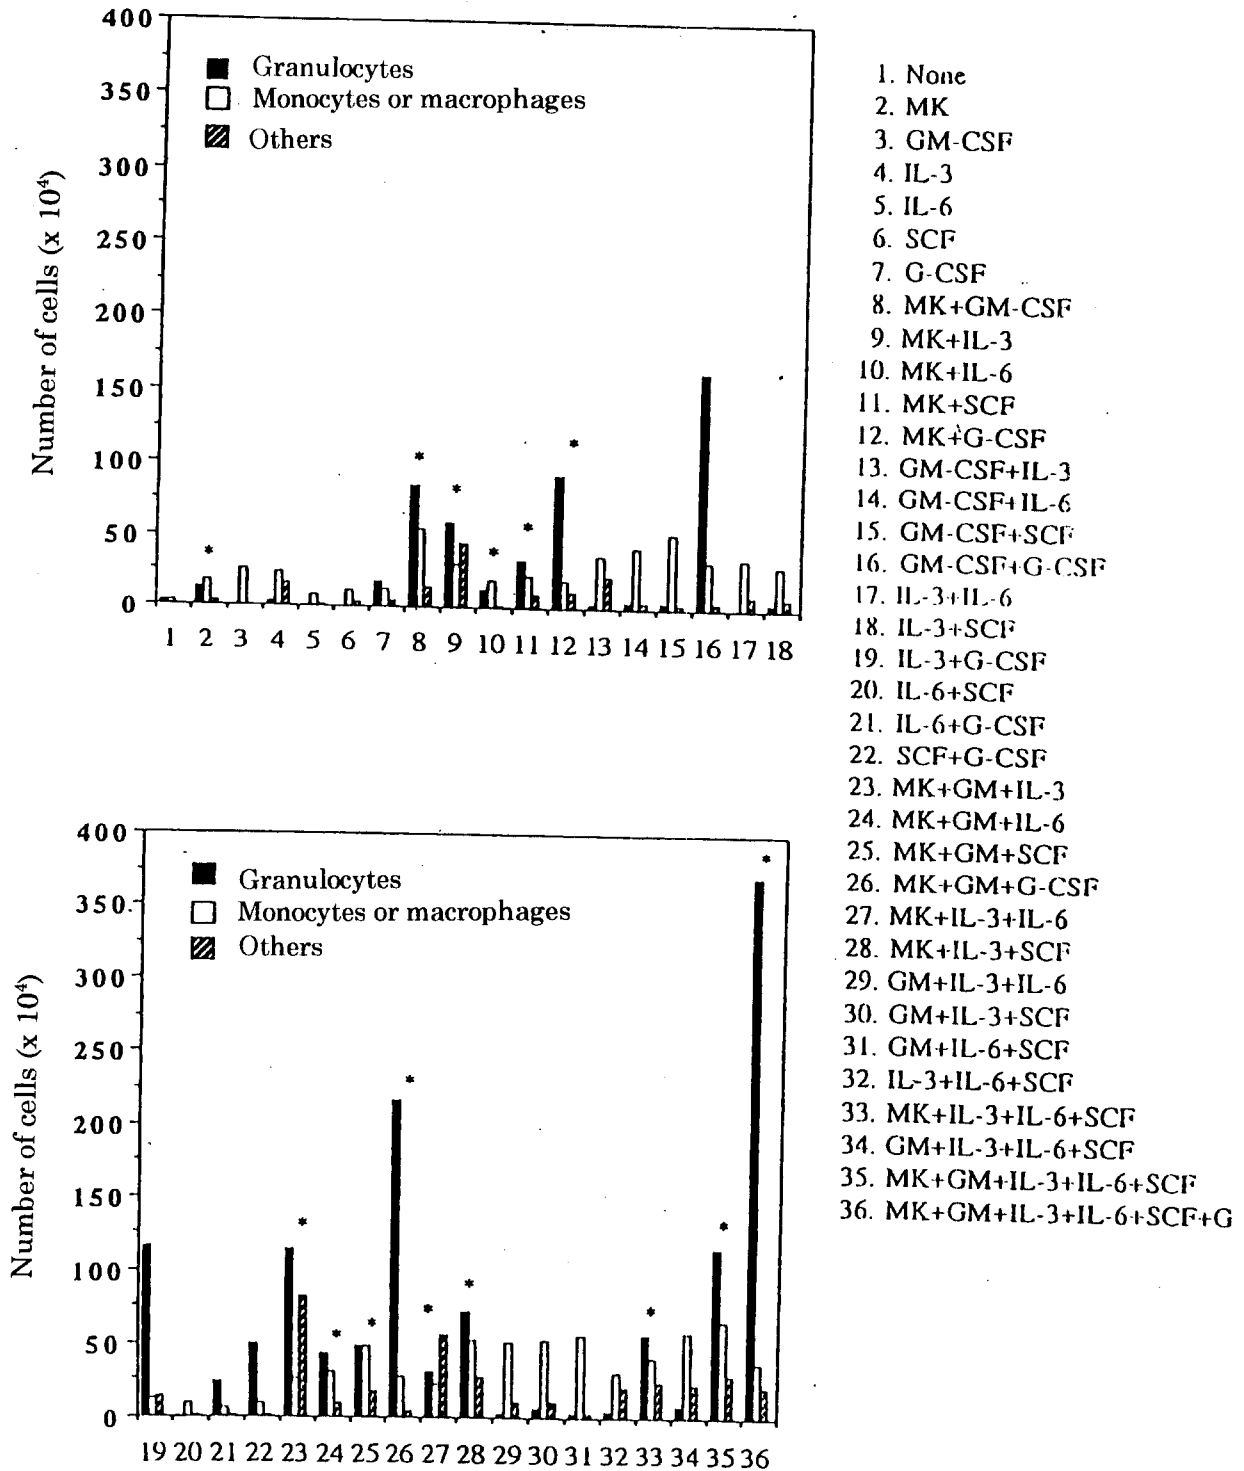 400
350
300
250
200
150
100
50
0
Number of cells (x 10⁴)
Granulocytes
Monocytes or macrophages
Others
*
*
*
*
*
*
1 2 3 4 5 6 7 8 9 10 11 12 13 14 15 16 17 18
400
350
300
250
200
150
100
50
0
Number of cells (x 10⁴)
Granulocytes
Monocytes or macrophages
Others
*
*
*
*
*
*
*
*
*
19 20 21 22 23 24 25 26 27 28 29 30 31 32 33 34 35 36
1. None
2. MK
3. GM-CSF
4. IL-3
5. IL-6
6. SCF
7. G-CSF
8. MK+GM-CSF
9. MK+IL-3
10. MK+IL-6
11. MK+SCF
12. MK+G-CSF
13. GM-CSF+IL-3
14. GM-CSF+IL-6
15. GM-CSF+SCF
16. GM-CSF+G-CSF
17. IL-3+IL-6
18. IL-3+SCF
19. IL-3+G-CSF
20. IL-6+SCF
21. IL-6+G-CSF
22. SCF+G-CSF
23. MK+GM+IL-3
24. MK+GM+IL-6
25. MK+GM+SCF
26. MK+GM+G-CSF
27. MK+IL-3+IL-6
28. MK+IL-3+SCF
29. GM+IL-3+IL-6
30. GM+IL-3+SCF
31. GM+IL-6+SCF
32. IL-3+IL-6+SCF
33. MK+IL-3+IL-6+SCF
34. GM+IL-3+IL-6+SCF
35. MK+GM+IL-3+IL-6+SCF
36. MK+GM+IL-3+IL-6+SCF+G